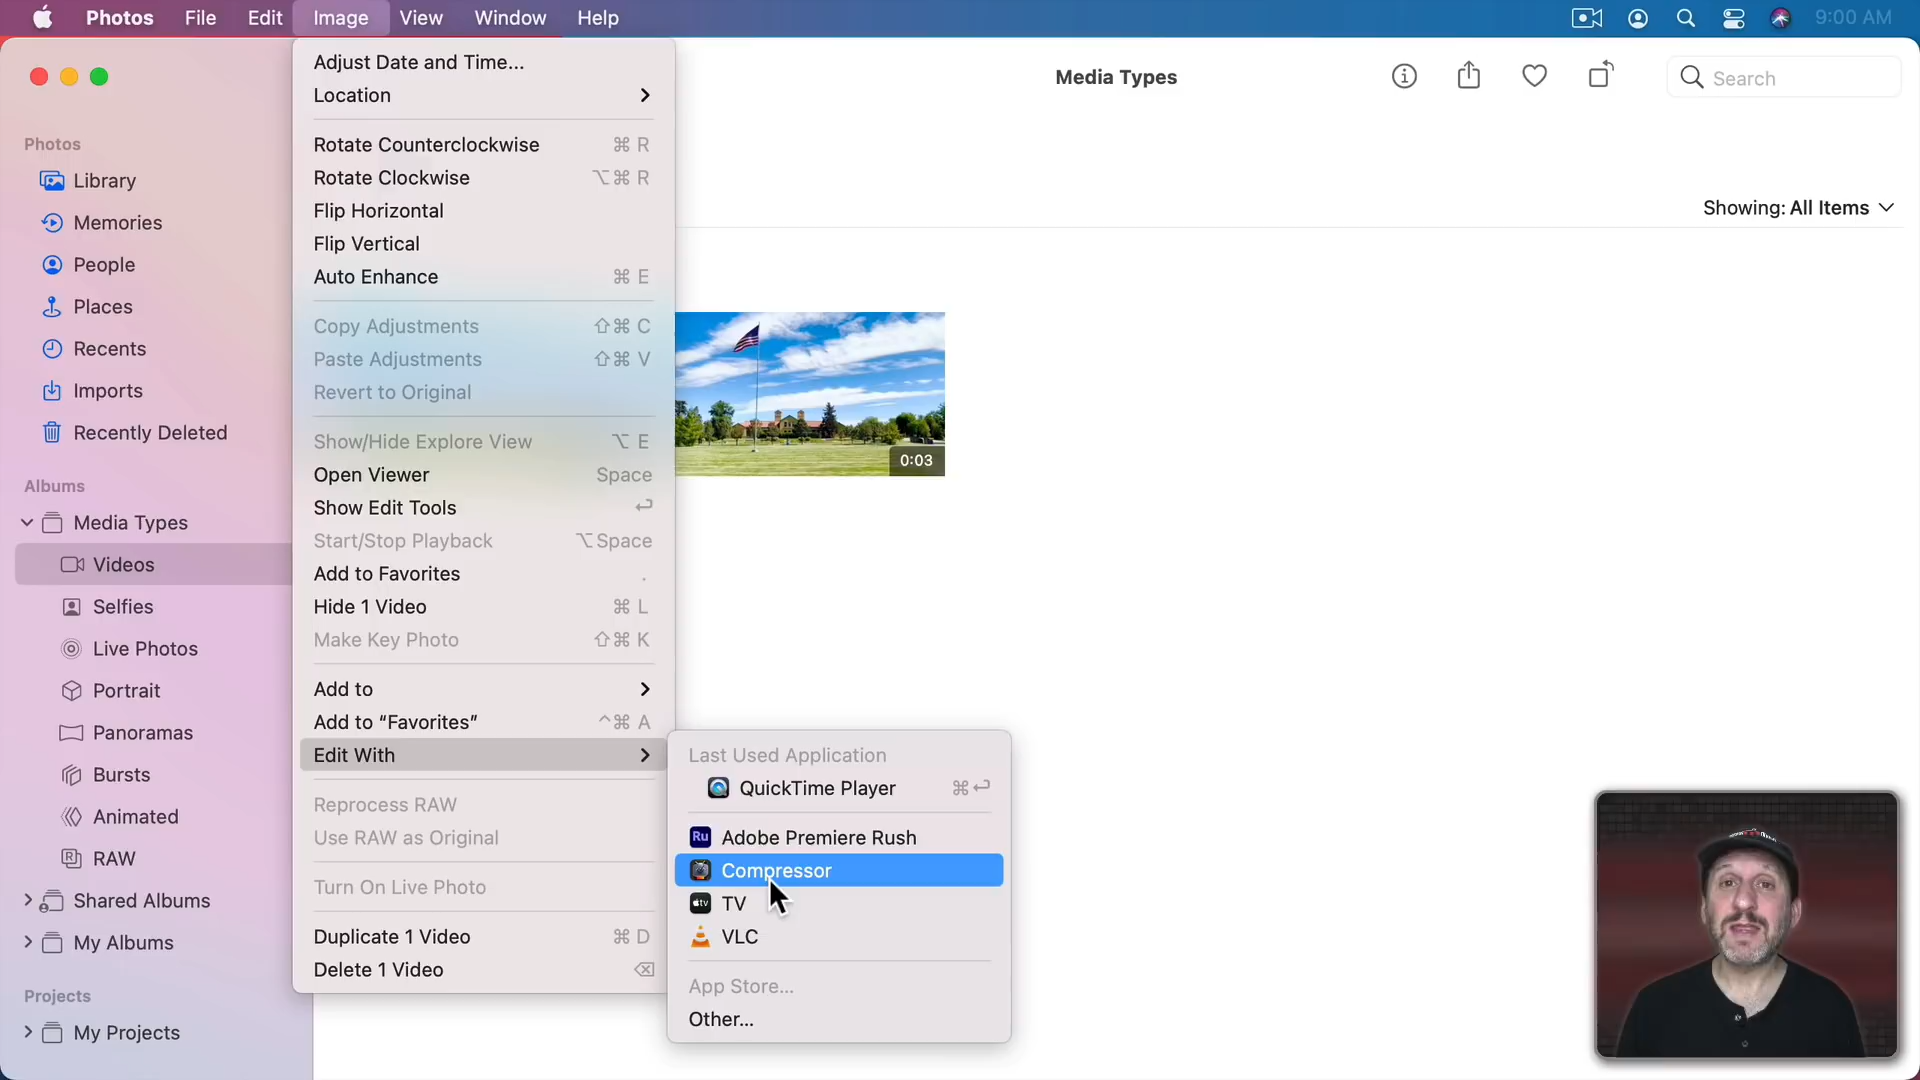 Photos File Edit Image View Window Help 9:00 AM
Media Types
Search
Showing: All Items
Photos
Library
Memories
People
Places
Recents
Imports
Recently Deleted
Albums
Media Types
Videos
Selfies
Live Photos
Portrait
Panoramas
Bursts
Animated
RAW
Shared Albums
My Albums
Projects
My Projects
Adjust Date and Time...
Location
Rotate Counterclockwise ⌘ R
Rotate Clockwise ⌥⌘ R
Flip Horizontal
Flip Vertical
Auto Enhance ⌘ E
Copy Adjustments ⇧⌘ C
Paste Adjustments ⇧⌘ V
Revert to Original
Show/Hide Explore View ⌥ E
Open Viewer Space
Show Edit Tools ↩
Start/Stop Playback ⌥ Space
Add to Favorites .
Hide 1 Video ⌘ L
Make Key Photo ⇧⌘ K
Add to
Add to “Favorites” ^⌘ A
Edit With
Reprocess RAW
Use RAW as Original
Turn On Live Photo
Duplicate 1 Video ⌘ D
Delete 1 Video ⌫
0:03
Last Used Application
QuickTime Player ⌘↩
Ru Adobe Premiere Rush
Compressor
tv TV
VLC
App Store...
Other...